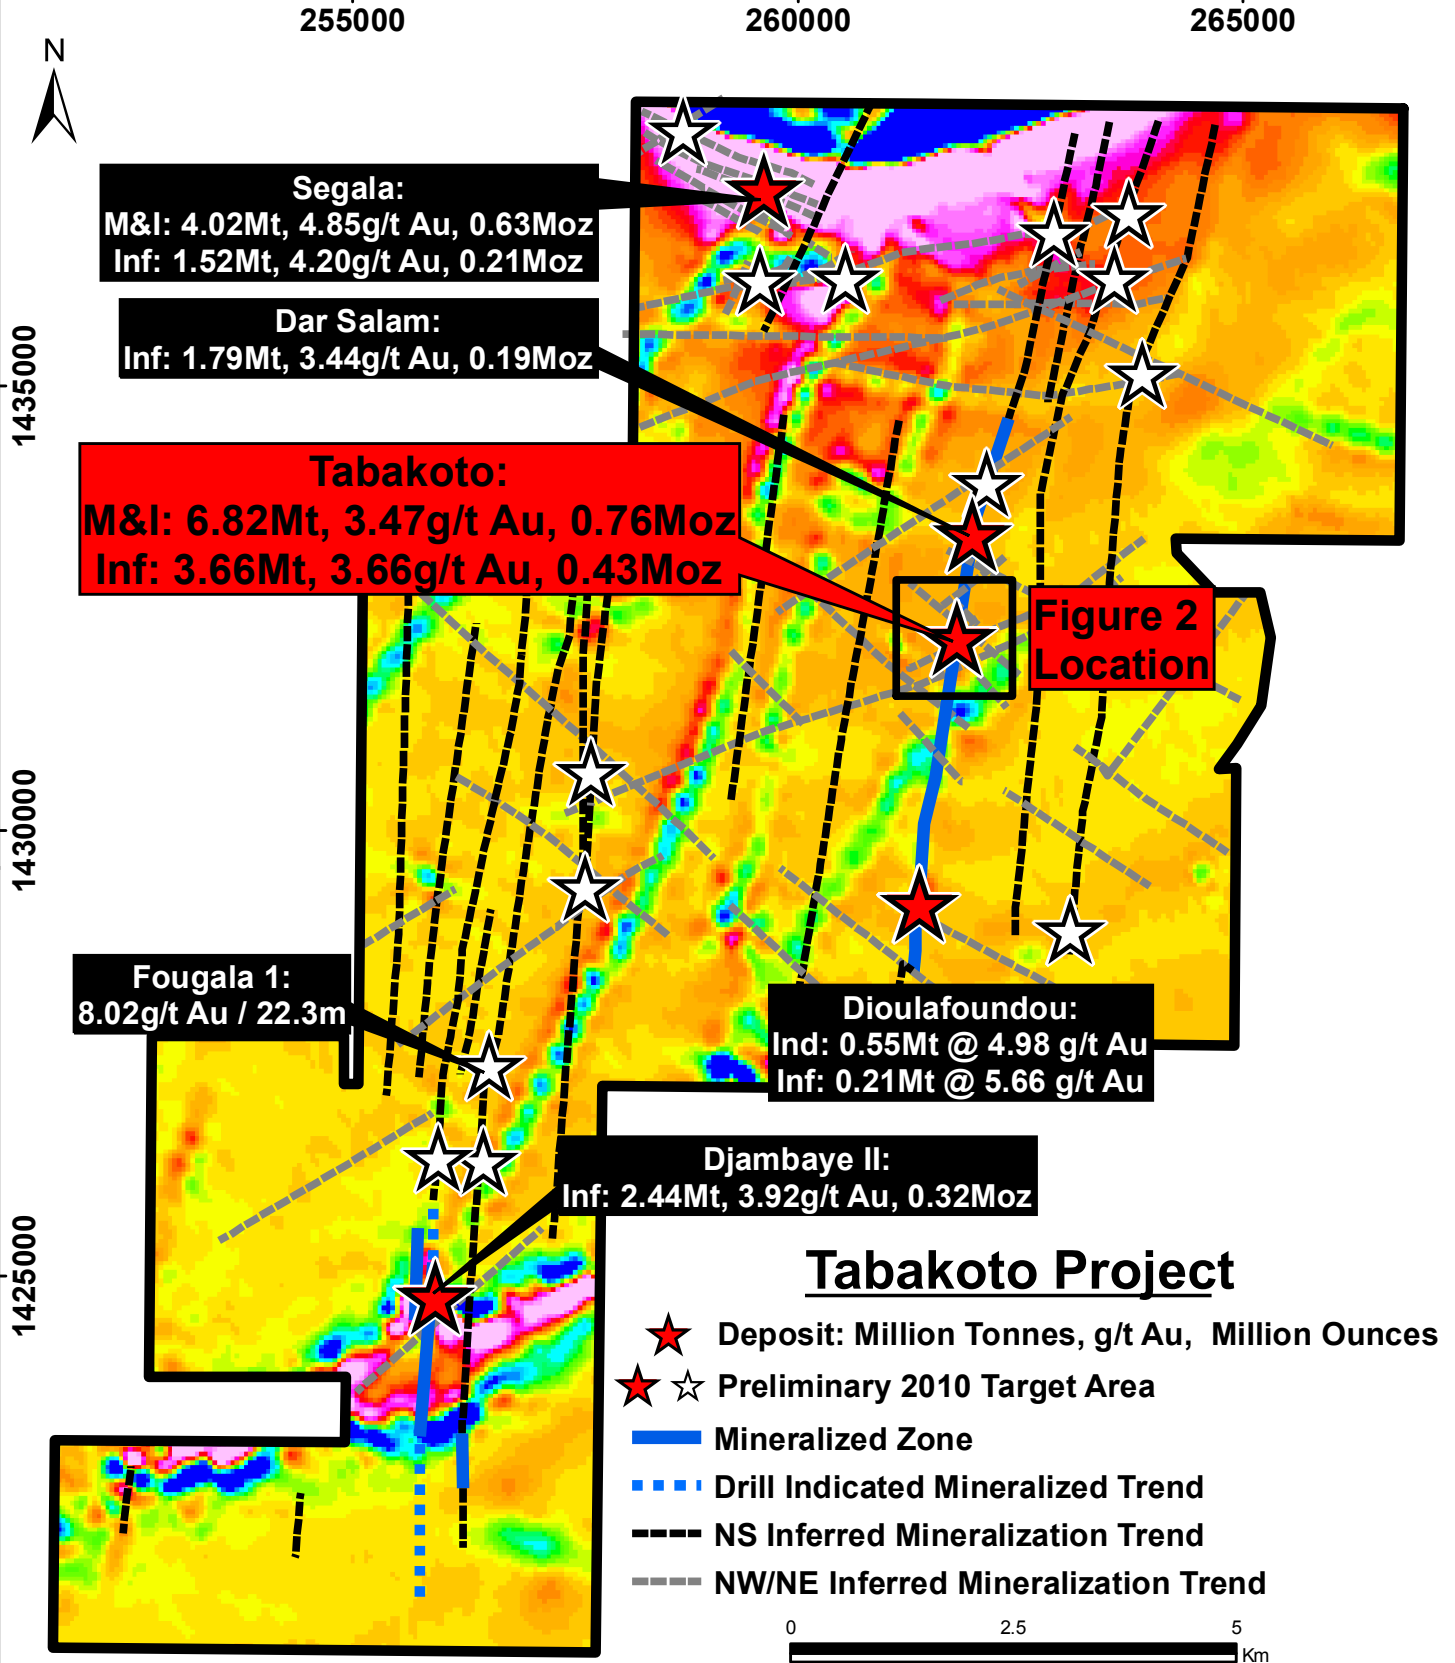 255000
260000
265000
N
Segala:
M&I: 4.02Mt, 4.85g/t Au, 0.63Moz
Inf: 1.52Mt, 4.20g/t Au, 0.21Moz
Dar Salam:
Inf: 1.79Mt, 3.44g/t Au, 0.19Moz
1435000
Tabakoto:
M&I: 6.82Mt, 3.47g/t Au, 0.76Moz
Inf: 3.66Mt, 3.66g/t Au, 0.43Moz
Figure 2
Location
1430000
Fougala 1:
8.02g/t Au / 22.3m
Dioulafoundou:
Ind: 0.55Mt @ 4.98 g/t Au
Inf: 0.21Mt @ 5.66 g/t Au
Djambaye II:
Inf: 2.44Mt, 3.92g/t Au, 0.32Moz
1425000
Tabakoto Project
Deposit: Million Tonnes, g/t Au, Million Ounces
Preliminary 2010 Target Area
Mineralized Zone
Drill Indicated Mineralized Trend
NS Inferred Mineralization Trend
NW/NE Inferred Mineralization Trend
0 2.5 5
Km